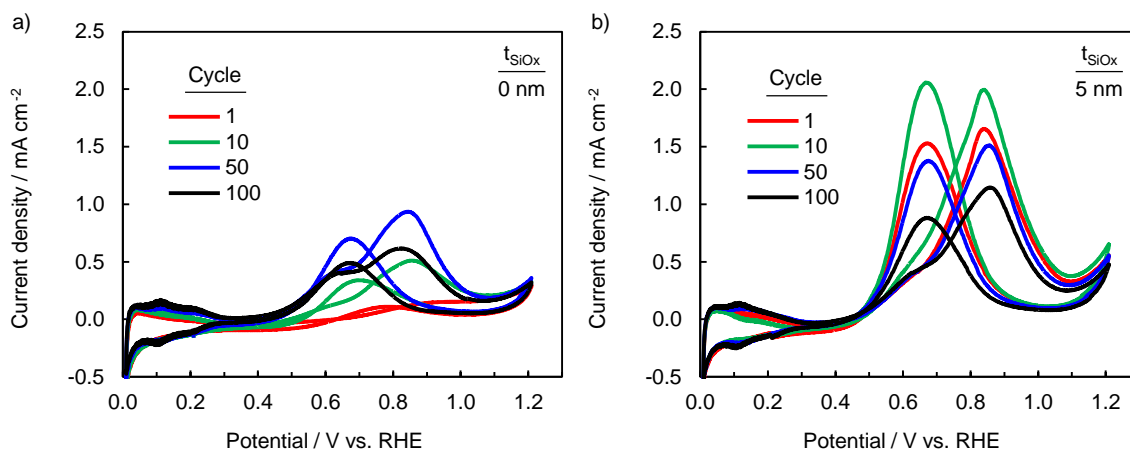 a)
2.5
2.0
1.5
1.0
0.5
0.0
-0.5
0.0 0.2 0.4 0.6 0.8 1.0 1.2
Current density / mA cm⁻²
Potential / V vs. RHE
Cycle
1
10
50
100
tSiOx
0 nm
b)
2.5
2.0
1.5
1.0
0.5
0.0
-0.5
0.0 0.2 0.4 0.6 0.8 1.0 1.2
Current density / mA cm⁻²
Potential / V vs. RHE
Cycle
1
10
50
100
tSiOx
5 nm